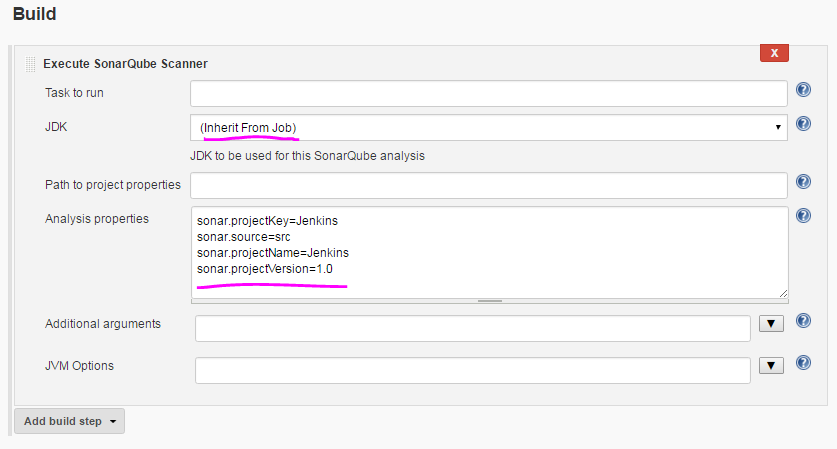 Build
Execute SonarQube Scanner
X
Task to run
?
JDK
(Inherit From Job)
?
JDK to be used for this SonarQube analysis
Path to project properties
?
Analysis properties
sonar.projectKey=Jenkins
sonar.source=src
sonar.projectName=Jenkins
sonar.projectVersion=1.0
?
Additional arguments
?
JVM Options
?
Add build step